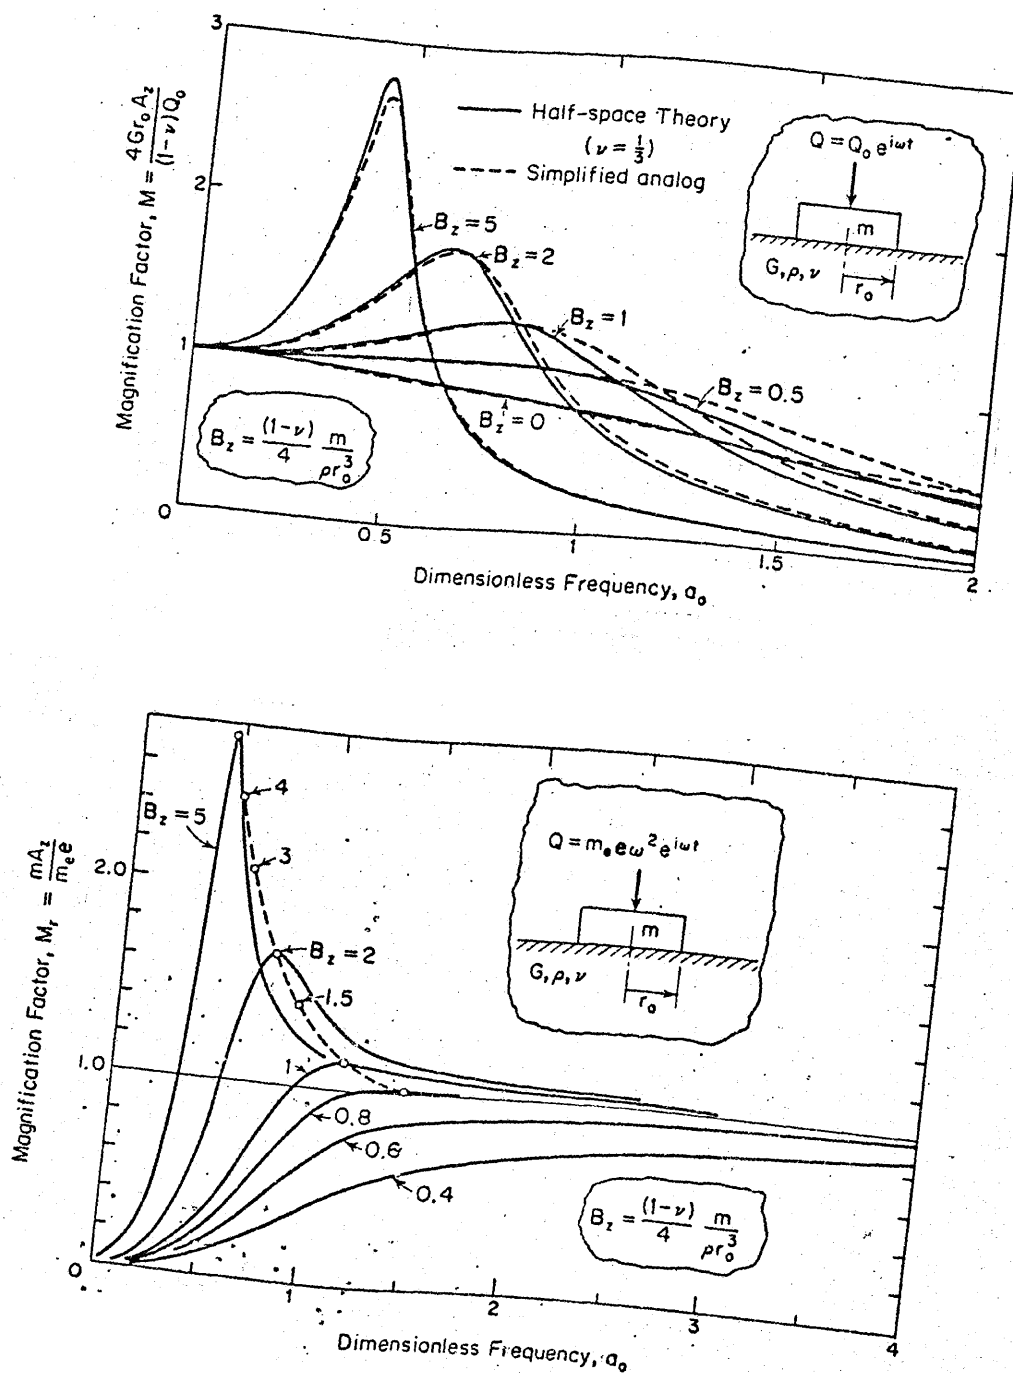 3
2
1
0
0.5
1
1.5
2
Magnification Factor, M = 4Gr₀A_z / (1-ν)Q₀
Half-space Theory
(ν = 1/3)
Simplified analog
Q = Q₀ e^{iωt}
m
G, ρ, ν
r₀
B_z = 5
B_z = 2
B_z = 1
B_z = 0.5
B_z = 0
B_z = (1-ν)/4 m/ρr₀³
Dimensionless Frequency, a₀
2.0
1.0
0
1
2
3
4
Magnification Factor, M_r = mA_z / m_e e
B_z = 5
4
3
B_z = 2
1.5
1
0.8
0.6
0.4
Q = m_e e ω² e^{iωt}
m
G, ρ, ν
r₀
B_z = (1-ν)/4 m/ρr₀³
Dimensionless Frequency, a₀